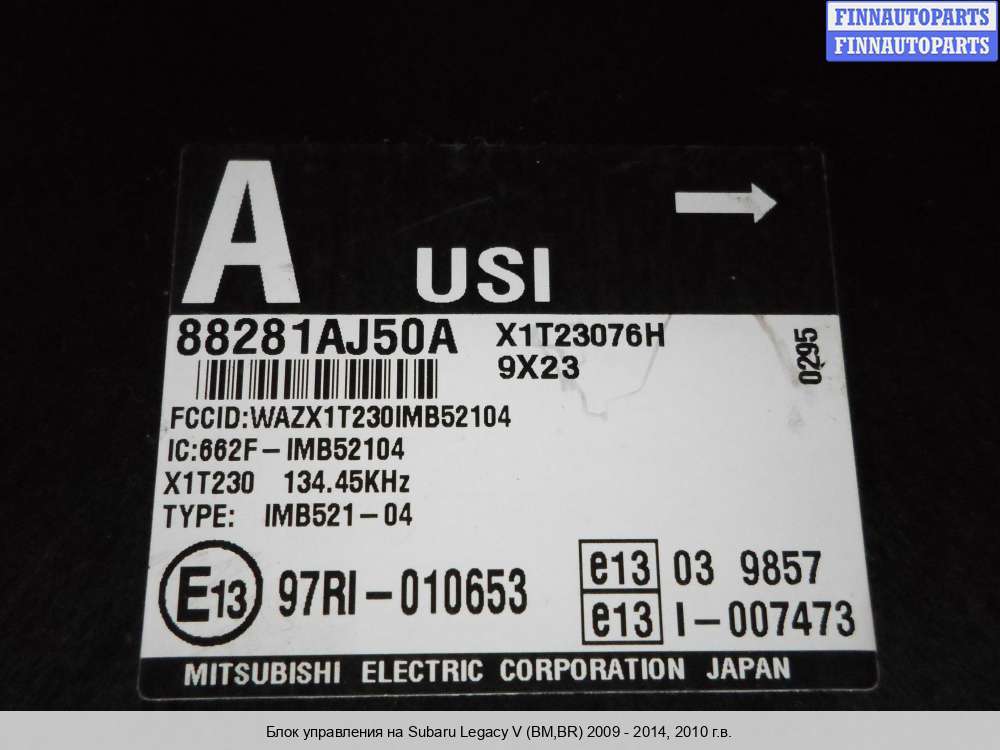 FINNAUTOPARTS
FINNAUTOPARTS
A
USI
88281AJ50A X1T23076H
9X23
0295
FCCID:WAZX1T230IMB52104
IC:662F-IMB52104
X1T230 134.45KHz
TYPE: IMB521-04
E13 97RI-010653
e13 03 9857
e13 I-007473
MITSUBISHI ELECTRIC CORPORATION JAPAN
Блок управления на Subaru Legacy V (BM,BR) 2009 - 2014, 2010 г.в.